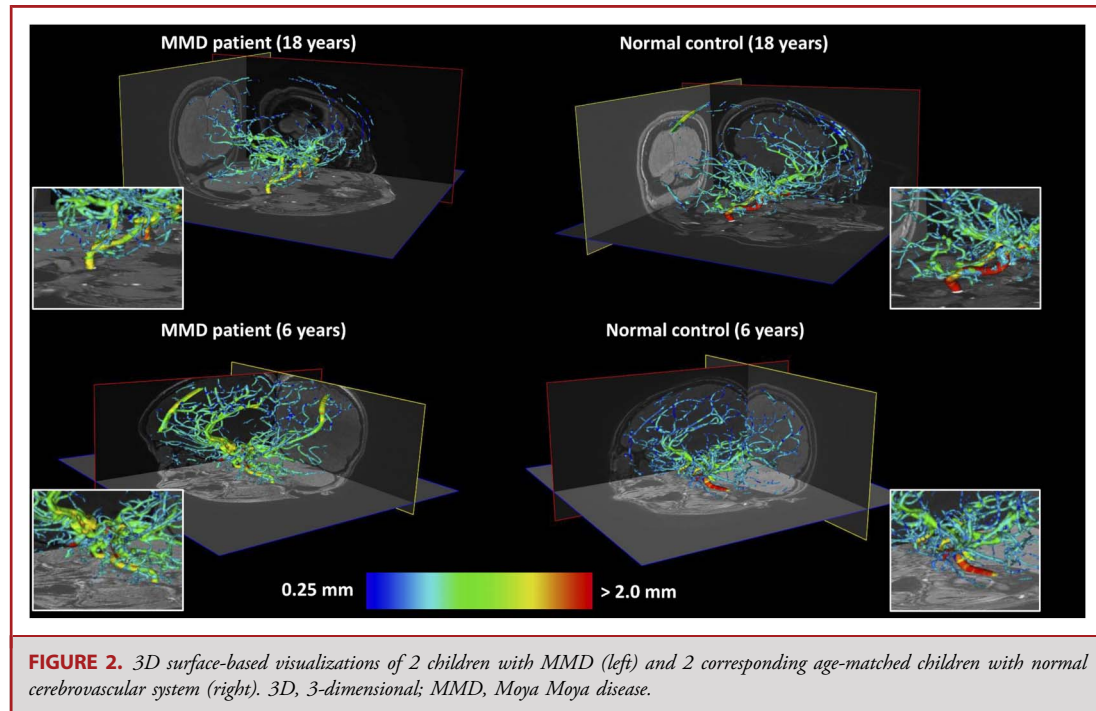 MMD patient (18 years)
Normal control (18 years)
MMD patient (6 years)
Normal control (6 years)
0.25 mm
> 2.0 mm
FIGURE 2. 3D surface-based visualizations of 2 children with MMD (left) and 2 corresponding age-matched children with normal
cerebrovascular system (right). 3D, 3-dimensional; MMD, Moya Moya disease.